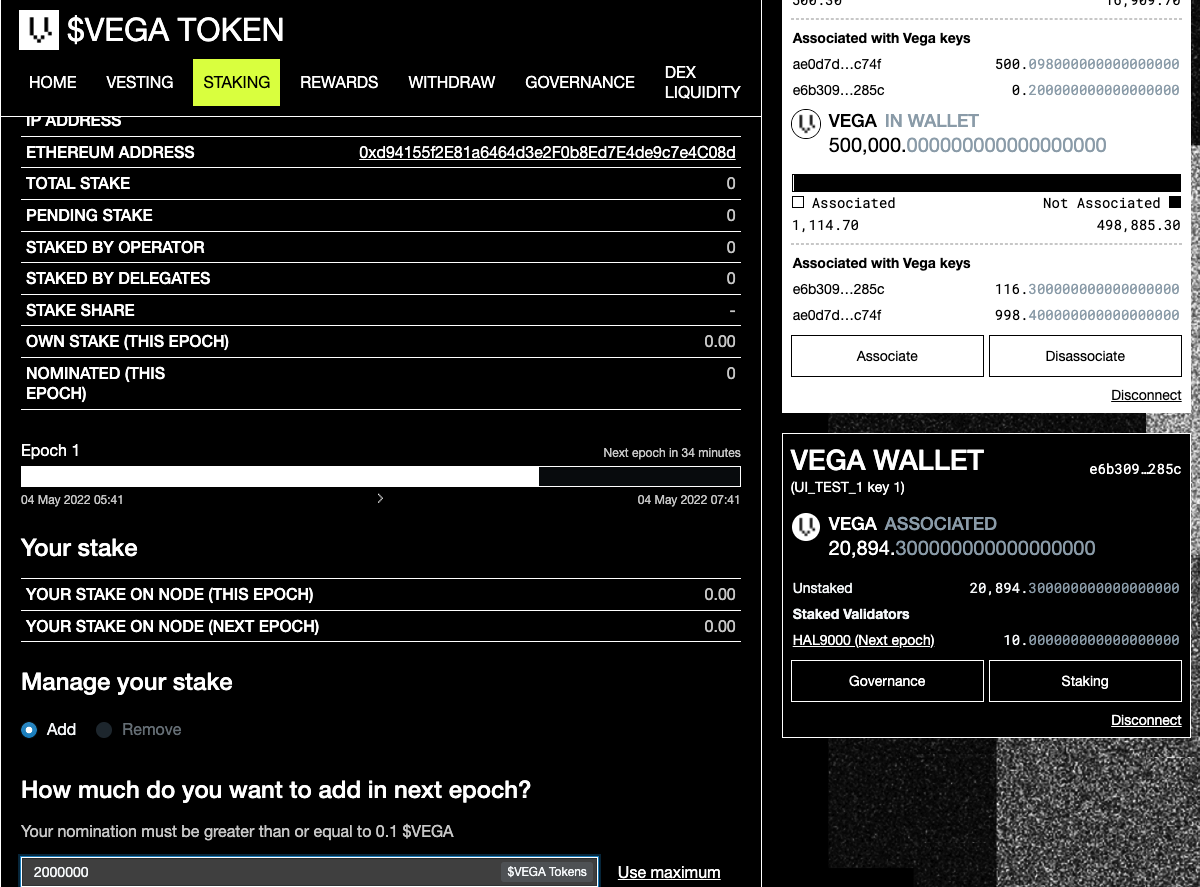 $VEGA TOKEN
HOME VESTING STAKING REWARDS WITHDRAW GOVERNANCE DEX LIQUIDITY
IP ADDRESS
ETHEREUM ADDRESS 0xd94155f2E81a6464d3e2F0b8Ed7E4de9c7e4C08d
TOTAL STAKE 0
PENDING STAKE 0
STAKED BY OPERATOR 0
STAKED BY DELEGATES 0
STAKE SHARE -
OWN STAKE (THIS EPOCH) 0.00
NOMINATED (THIS EPOCH) 0
Epoch 1 Next epoch in 34 minutes
04 May 2022 05:41 > 04 May 2022 07:41
Your stake
YOUR STAKE ON NODE (THIS EPOCH) 0.00
YOUR STAKE ON NODE (NEXT EPOCH) 0.00
Manage your stake
Add Remove
How much do you want to add in next epoch?
Your nomination must be greater than or equal to 0.1 $VEGA
2000000 $VEGA Tokens Use maximum
500.30 16,909.70
Associated with Vega keys
ae0d7d…c74f 500.098000000000000000
e6b309…285c 0.200000000000000000
VEGA IN WALLET
500,000.000000000000000000
Associated Not Associated
1,114.70 498,885.30
Associated with Vega keys
e6b309…285c 116.300000000000000000
ae0d7d…c74f 998.400000000000000000
Associate Disassociate
Disconnect
VEGA WALLET e6b309…285c
(UI_TEST_1 key 1)
VEGA ASSOCIATED
20,894.300000000000000000
Unstaked 20,894.300000000000000000
Staked Validators
HAL9000 (Next epoch) 10.000000000000000000
Governance Staking
Disconnect